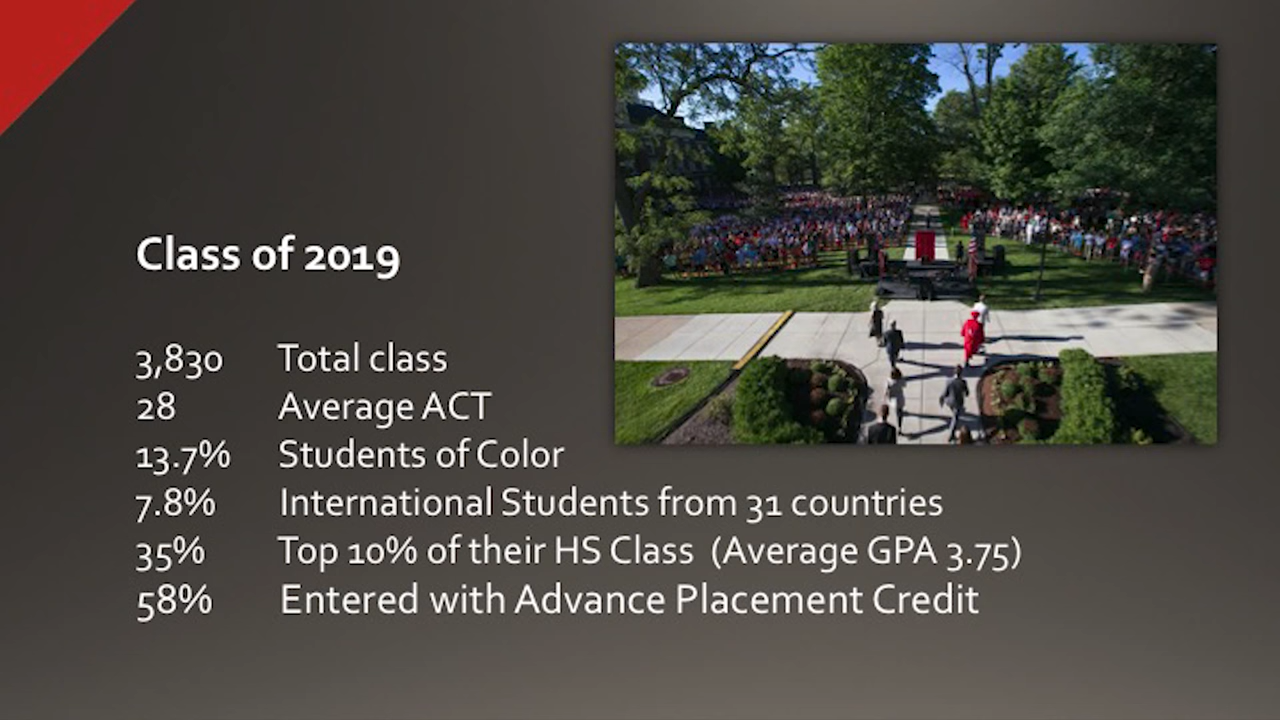 Class of 2019
3,830 Total class
28 Average ACT
13.7% Students of Color
7.8% International Students from 31 countries
35% Top 10% of their HS Class (Average GPA 3.75)
58% Entered with Advance Placement Credit